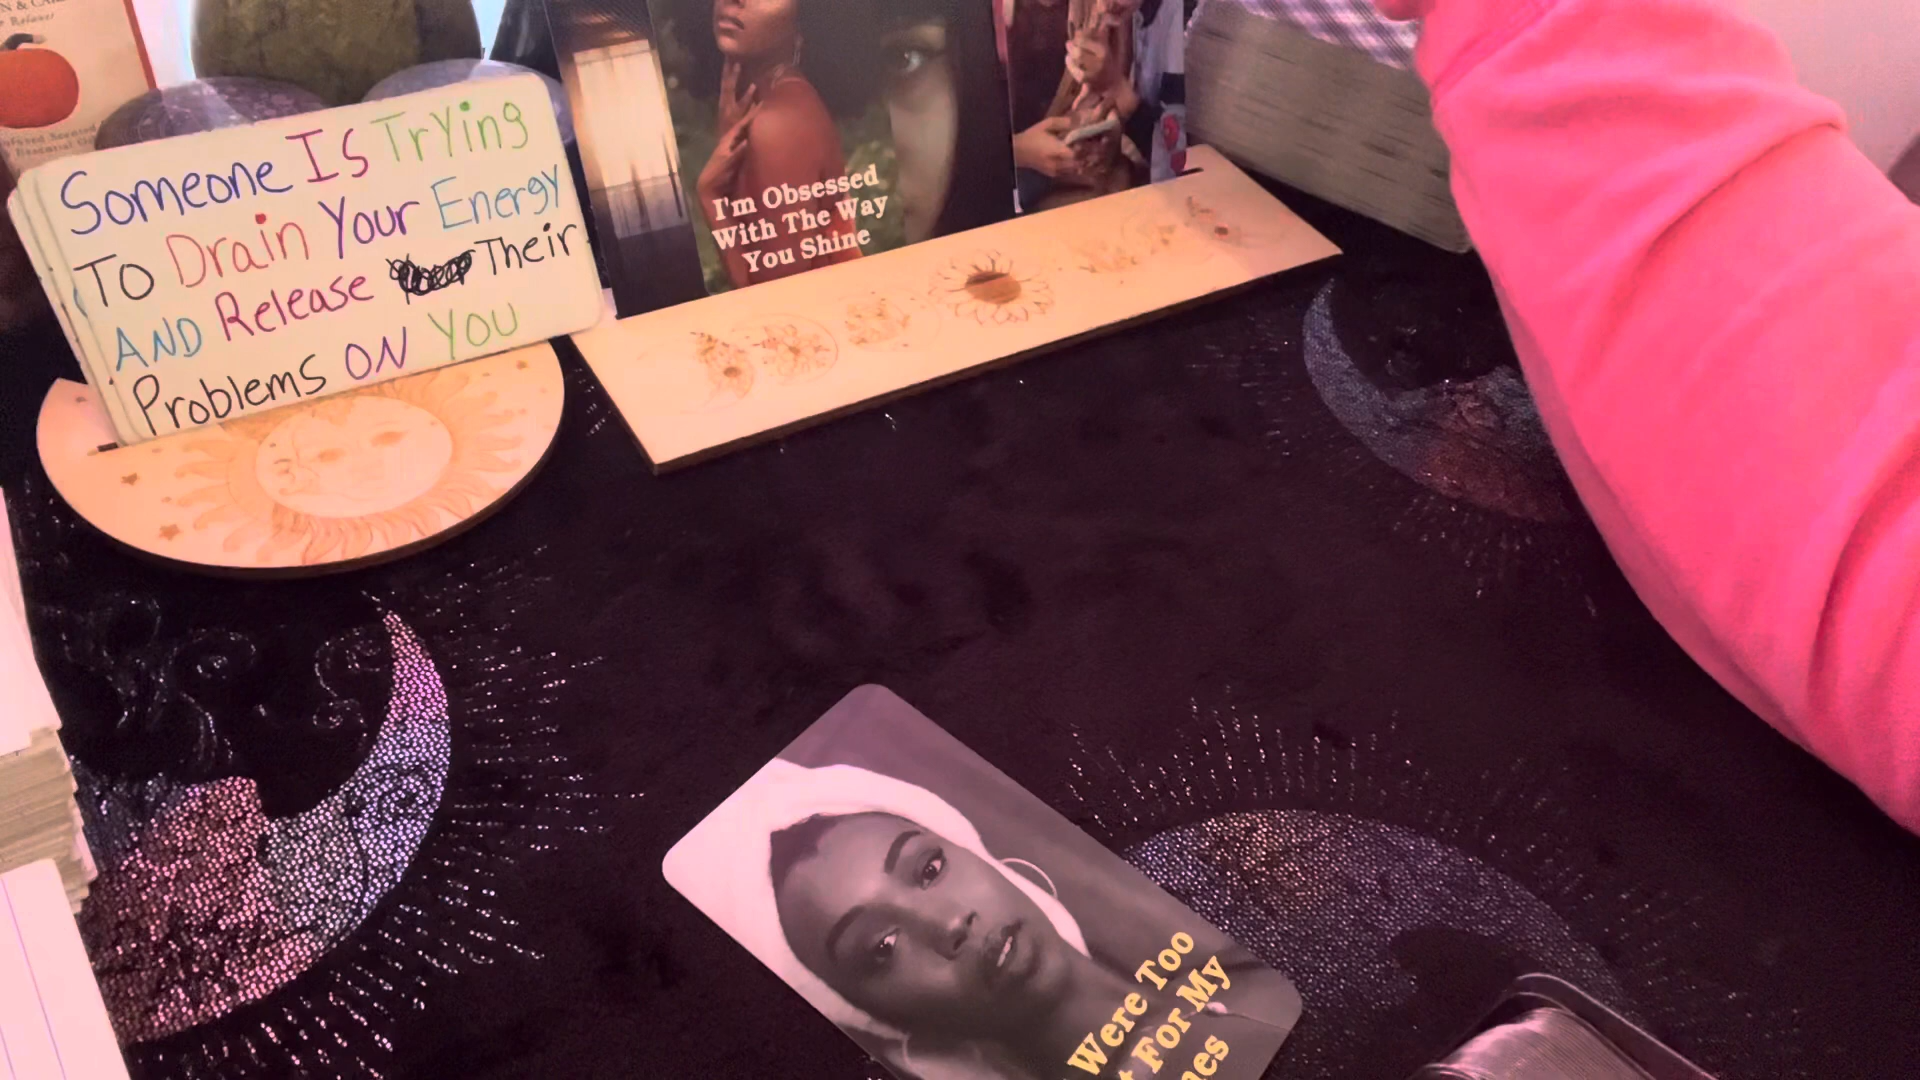 Someone Is Trying
To Drain Your Energy
AND Release Their
Problems ON YOU
I'm Obsessed
With The Way
You Shine
Were Too
For My